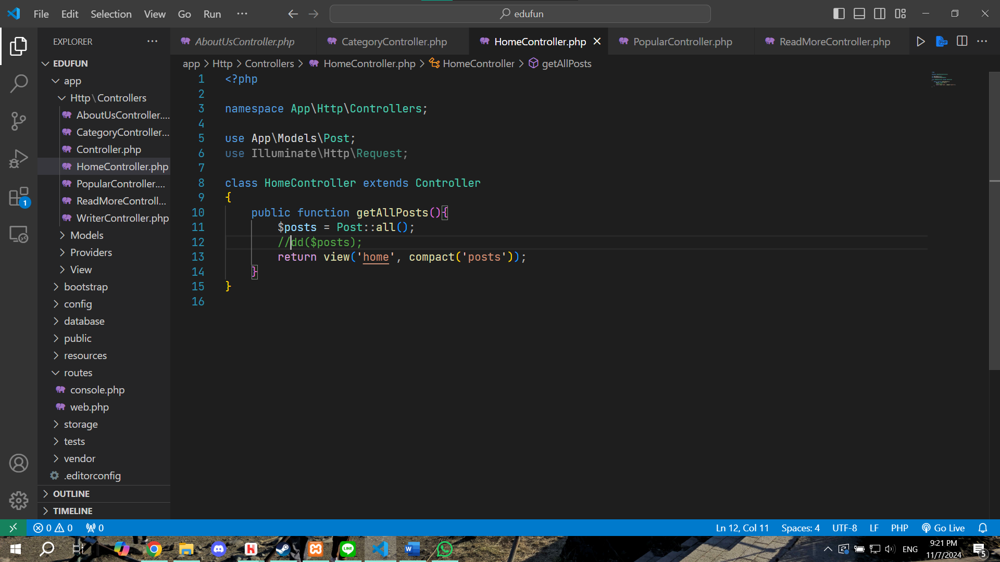 File Edit Selection View Go Run ··· edufun
EXPLORER ···
AboutUsController.php CategoryController.php HomeController.php PopularController.php ReadMoreController.php ···
EDUFUN
app > Http > Controllers > HomeController.php > HomeController > getAllPosts
app
Http\Controllers
AboutUsController....
CategoryController...
Controller.php
HomeController.php
PopularController....
ReadMoreControll...
WriterController.php
Models
Providers
View
bootstrap
config
database
public
resources
routes
console.php
web.php
storage
tests
vendor
.editorconfig
OUTLINE
TIMELINE
1
1 <?php
2
3 namespace App\Http\Controllers;
4
5 use App\Models\Post;
6 use Illuminate\Http\Request;
7
8 class HomeController extends Controller
9 {
10 public function getAllPosts(){
11 $posts = Post::all();
12 //dd($posts);
13 return view('home', compact('posts'));
14 }
15 }
16
0 0 0 Ln 12, Col 11 Spaces: 4 UTF-8 LF PHP Go Live
LINE
ENG
9:21 PM
11/7/2024
5